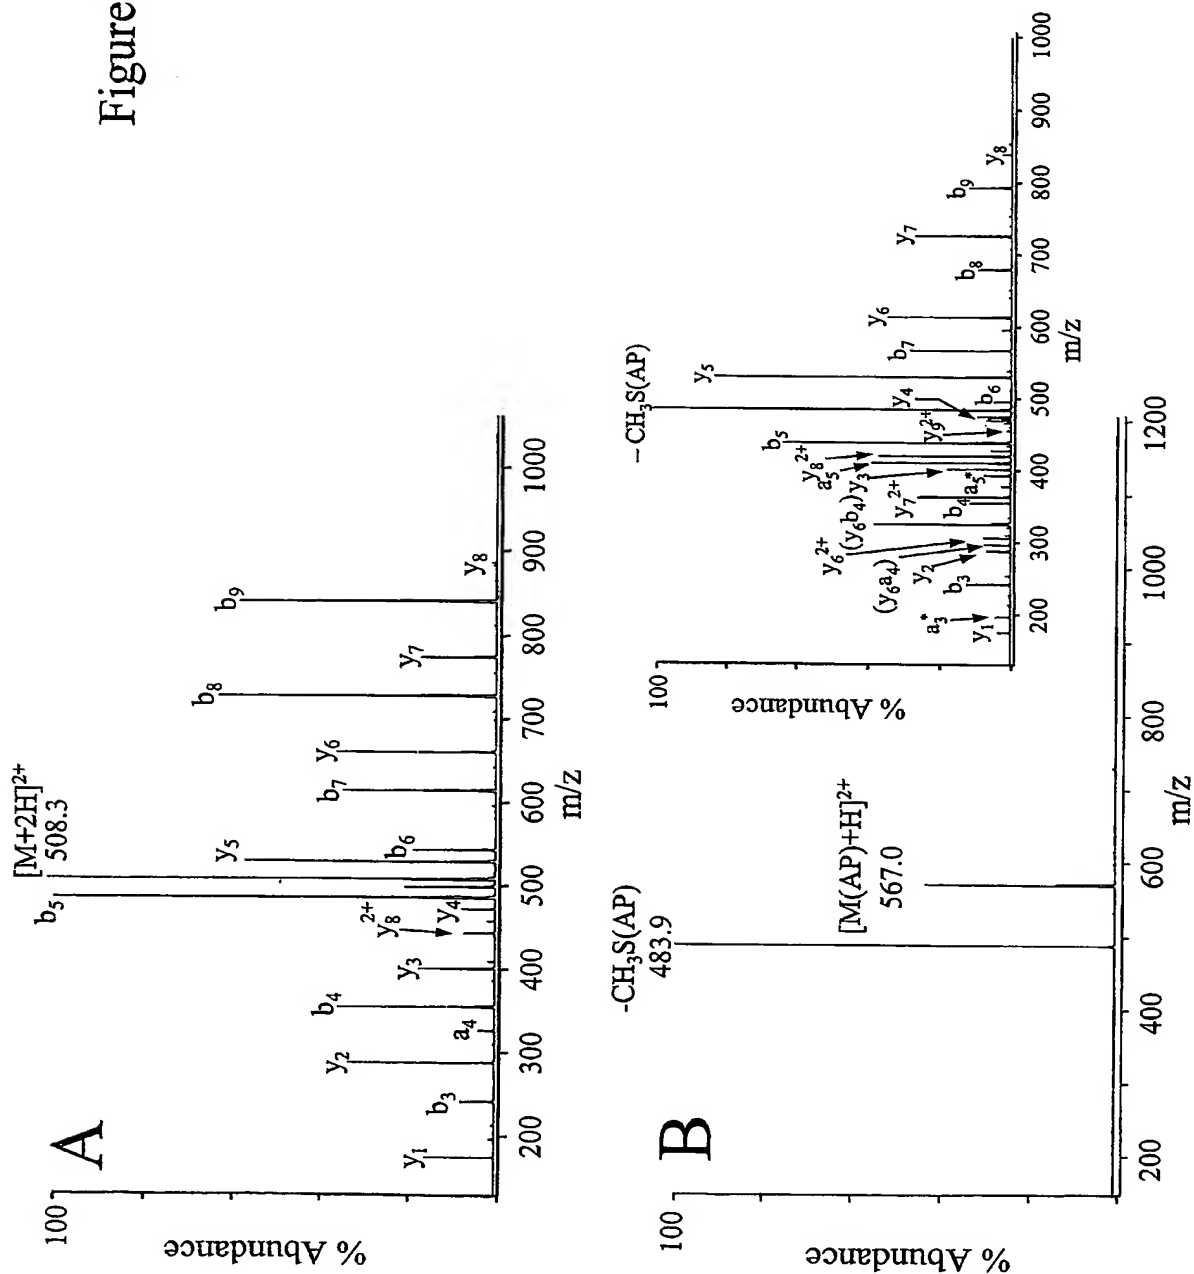 Figure
A
% Abundance
100
[M+2H]²⁺
508.3
y₁
b₃
y₂
a₄
b₄
y₃
y₈²⁺
y₄
b₅
y₅
b₆
b₇
y₆
b₈
y₇
b₉
y₈
200 300 400 500 600 700 800 900 1000
m/z
B
% Abundance
100
-CH₃S(AP)
483.9
[M(AP)+H]²⁺
567.0
200 400 600 800 1000 1200
m/z
% Abundance
100
–CH₃S(AP)
y₁
a₃*
b₃
y₂
(y₆a₄)
y₆²⁺
(y₆b₄)
b₄
y₇²⁺
a₅*
y₃
a₅
y₈²⁺
b₅
y₉²⁺
y₄
b₆
y₅
b₇
y₆
b₈
y₇
b₉
y₈
200 300 400 500 600 700 800 900 1000
m/z